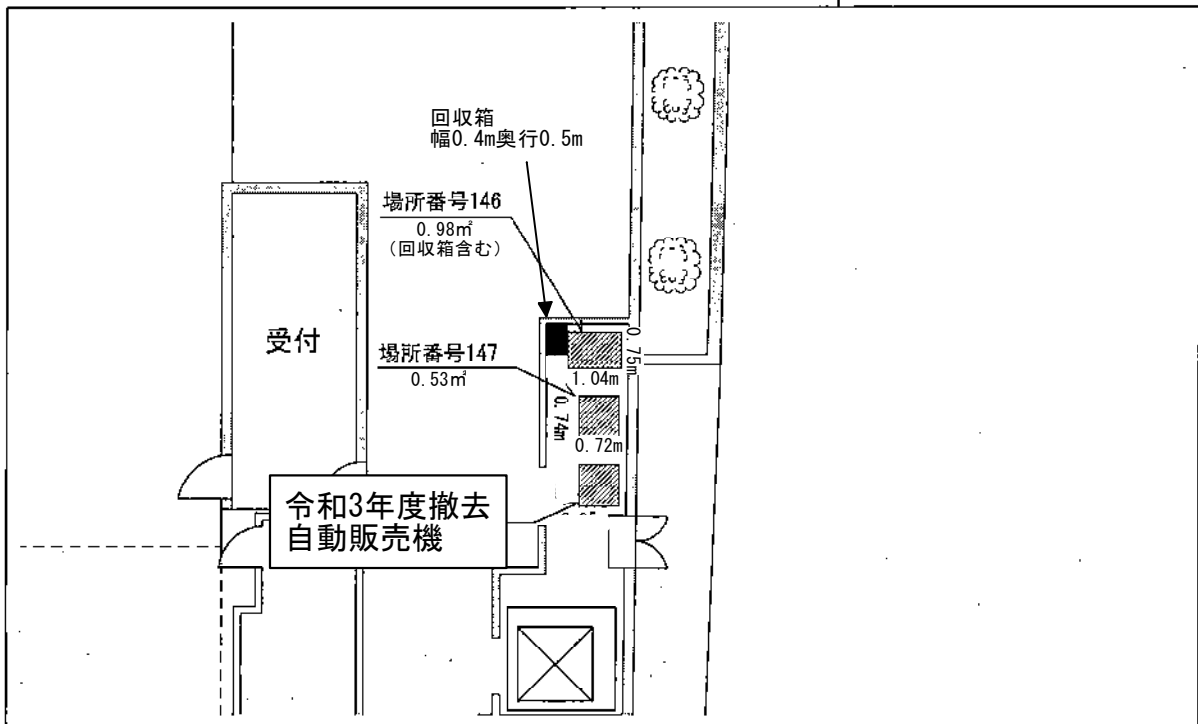 回収箱
幅0.4m奥行0.5m
場所番号146
0.98㎡
（回収箱含む）
受付
0.75m
場所番号147
0.53㎡
1.04m
0.74m
0.72m
令和3年度撤去
自動販売機